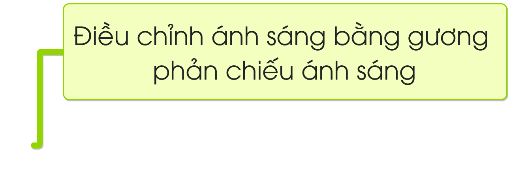 Điều chỉnh ánh sáng bằng gương
phản chiếu ánh sáng